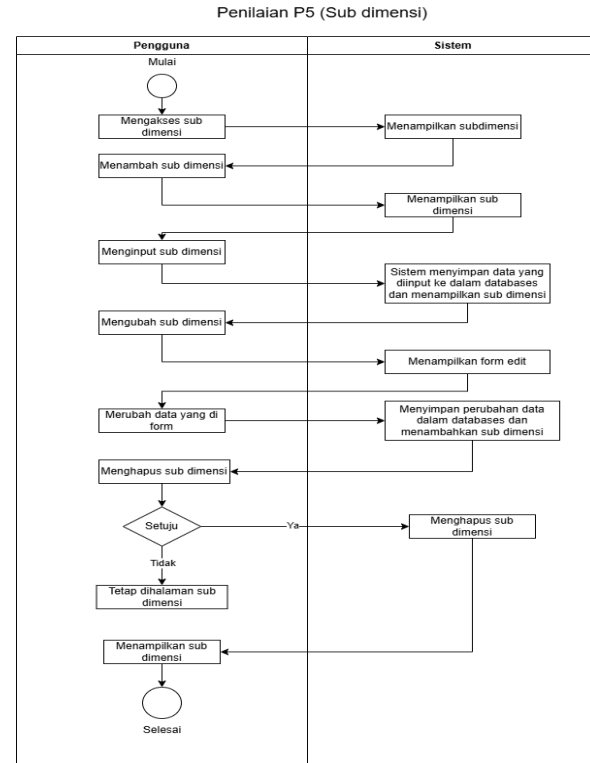 Penilaian P5 (Sub dimensi)
Pengguna
Sistem
Mulai
Mengakses sub
dimensi
Menampilkan subdimensi
Menambah sub dimensi
Menampilkan sub
dimensi
Menginput sub dimensi
Sistem menyimpan data yang
diinput ke dalam databases
dan menampilkan sub dimensi
Mengubah sub dimensi
Menampilkan form edit
Merubah data yang di
form
Menyimpan perubahan data
dalam databases dan
menambahkan sub dimensi
Menghapus sub dimensi
Setuju
Ya
Menghapus sub
dimensi
Tidak
Tetap dihalaman sub
dimensi
Menampilkan sub
dimensi
Selesai